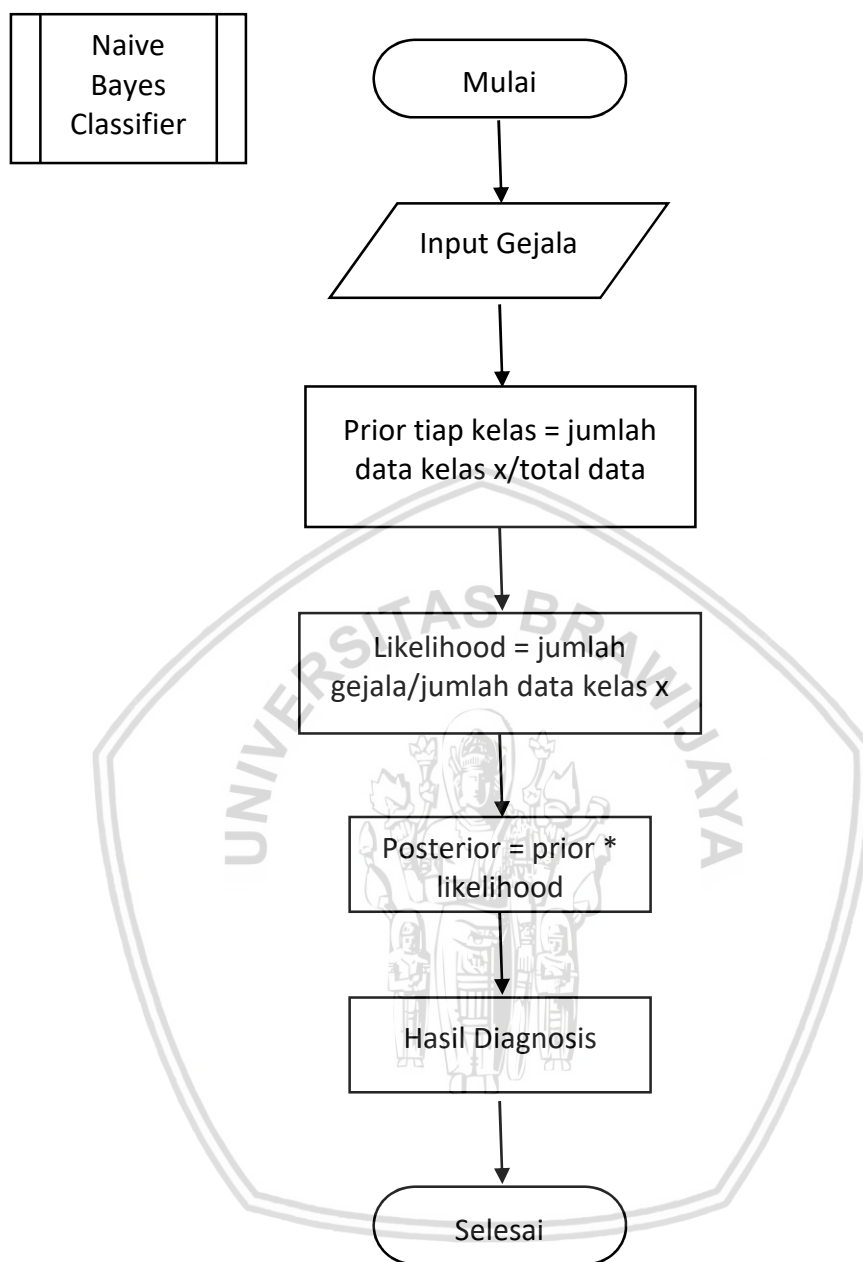 Naive
Bayes
Classifier
Mulai
Input Gejala
Prior tiap kelas = jumlah
data kelas x/total data
UNIVERSITAS BRAWIJAYA
Likelihood = jumlah
gejala/jumlah data kelas x
Posterior = prior *
likelihood
Hasil Diagnosis
Selesai